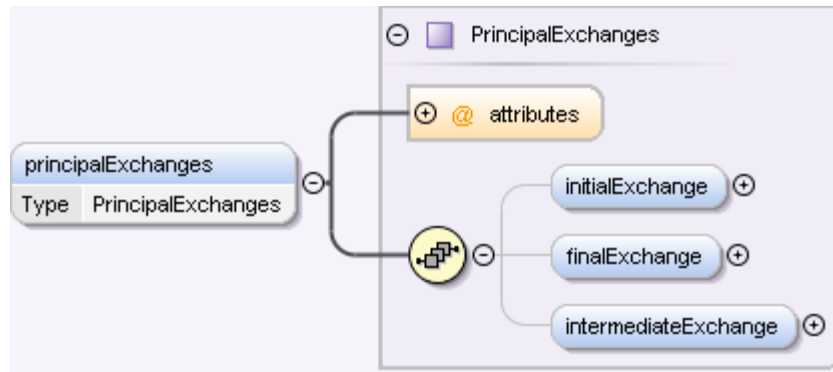 PrincipalExchanges
@ attributes
principalExchanges
Type PrincipalExchanges
initialExchange
finalExchange
intermediateExchange